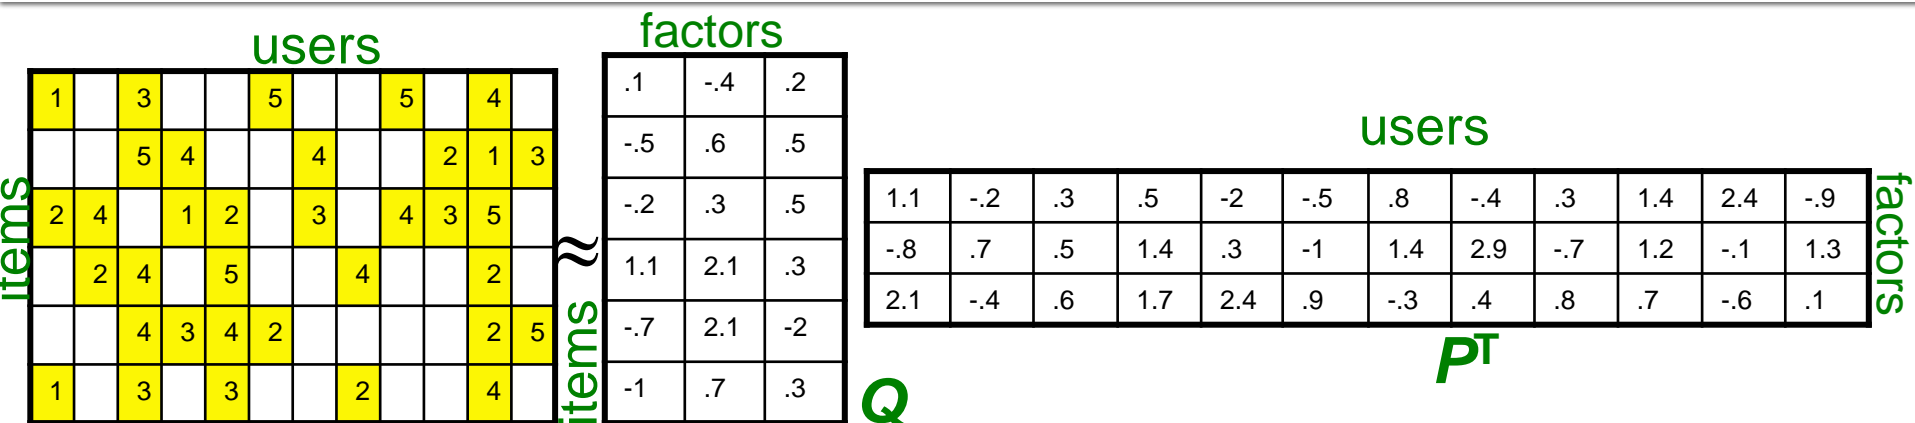 users
items
1 3 5 5 4
5 4 4 2 1 3
2 4 1 2 3 4 3 5
2 4 5 4 2
4 3 4 2 2 5
1 3 3 2 4
≈
factors
items
.1 -.4 .2
-.5 .6 .5
-.2 .3 .5
1.1 2.1 .3
-.7 2.1 -2
-1 .7 .3
Q
users
1.1 -.2 .3 .5 -2 -.5 .8 -.4 .3 1.4 2.4 -.9
-.8 .7 .5 1.4 .3 -1 1.4 2.9 -.7 1.2 -.1 1.3
2.1 -.4 .6 1.7 2.4 .9 -.3 .4 .8 .7 -.6 .1
factors
PT